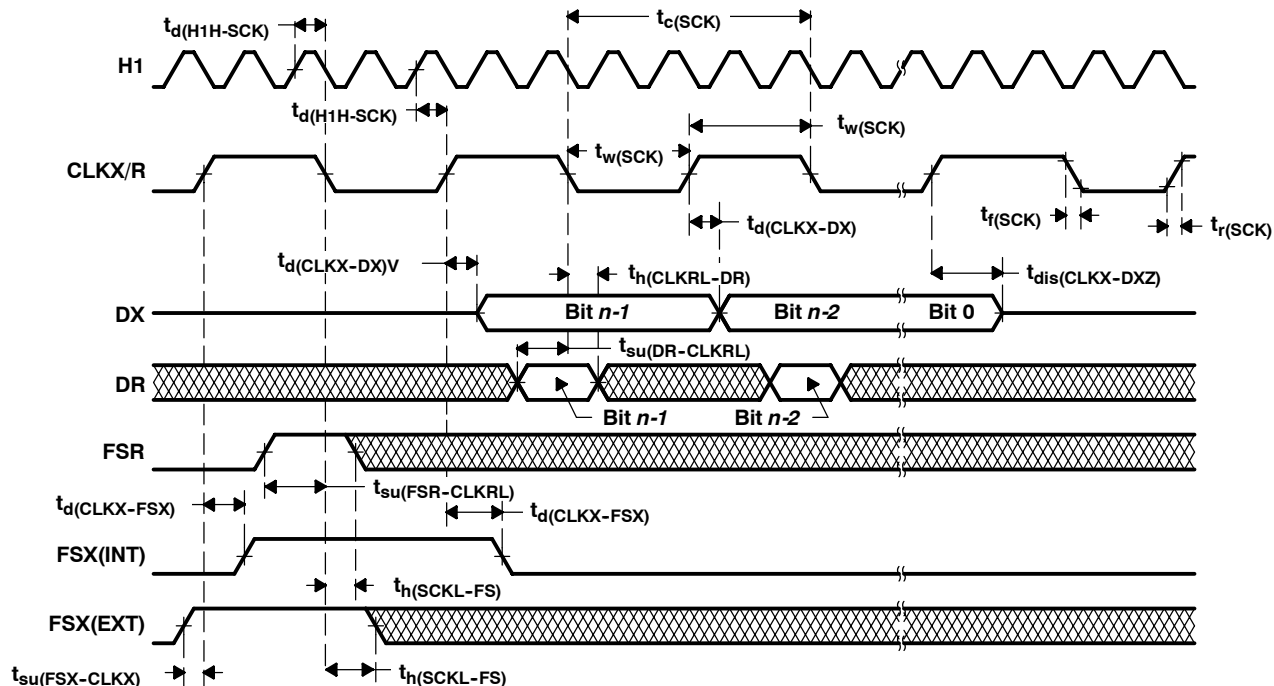 td(H1H-SCK)
tc(SCK)
H1
td(H1H-SCK)
tw(SCK)
tw(SCK)
CLKX/R
td(CLKX-DX)
tf(SCK)
tr(SCK)
td(CLKX-DX)V
th(CLKRL-DR)
tdis(CLKX-DXZ)
DX
Bit n-1
Bit n-2
Bit 0
tsu(DR-CLKRL)
DR
Bit n-1
Bit n-2
FSR
tsu(FSR-CLKRL)
td(CLKX-FSX)
td(CLKX-FSX)
FSX(INT)
th(SCKL-FS)
FSX(EXT)
tsu(FSX-CLKX)
th(SCKL-FS)